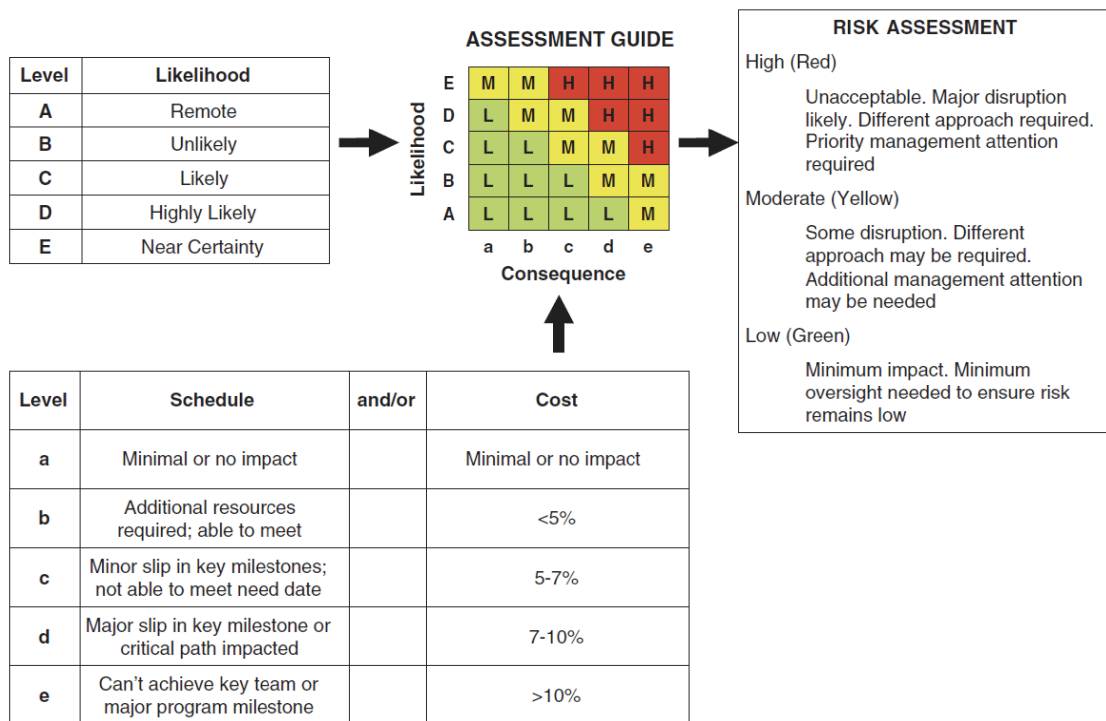 Level Likelihood
A Remote
B Unlikely
C Likely
D Highly Likely
E Near Certainty
ASSESSMENT GUIDE
Likelihood
E M M H H H
D L M M H H
C L L M M H
B L L L M M
A L L L L M
a b c d e
Consequence
RISK ASSESSMENT
High (Red)
Unacceptable. Major disruption
likely. Different approach required.
Priority management attention
required
Moderate (Yellow)
Some disruption. Different
approach may be required.
Additional management attention
may be needed
Low (Green)
Minimum impact. Minimum
oversight needed to ensure risk
remains low
Level Schedule and/or Cost
a Minimal or no impact Minimal or no impact
b Additional resources
required; able to meet <5%
c Minor slip in key milestones;
not able to meet need date 5-7%
d Major slip in key milestone or
critical path impacted 7-10%
e Can't achieve key team or
major program milestone >10%